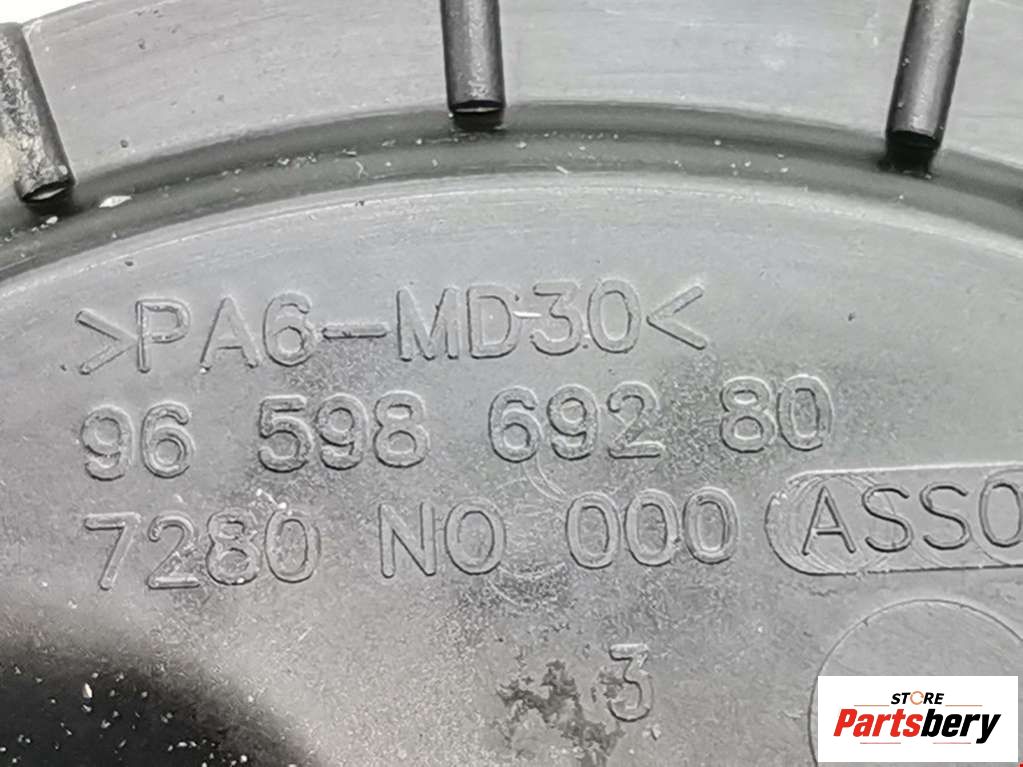 >PA6-MD30<
96 598 692 80
7280 NO 000 ASSO
3
STORE
Partsbery